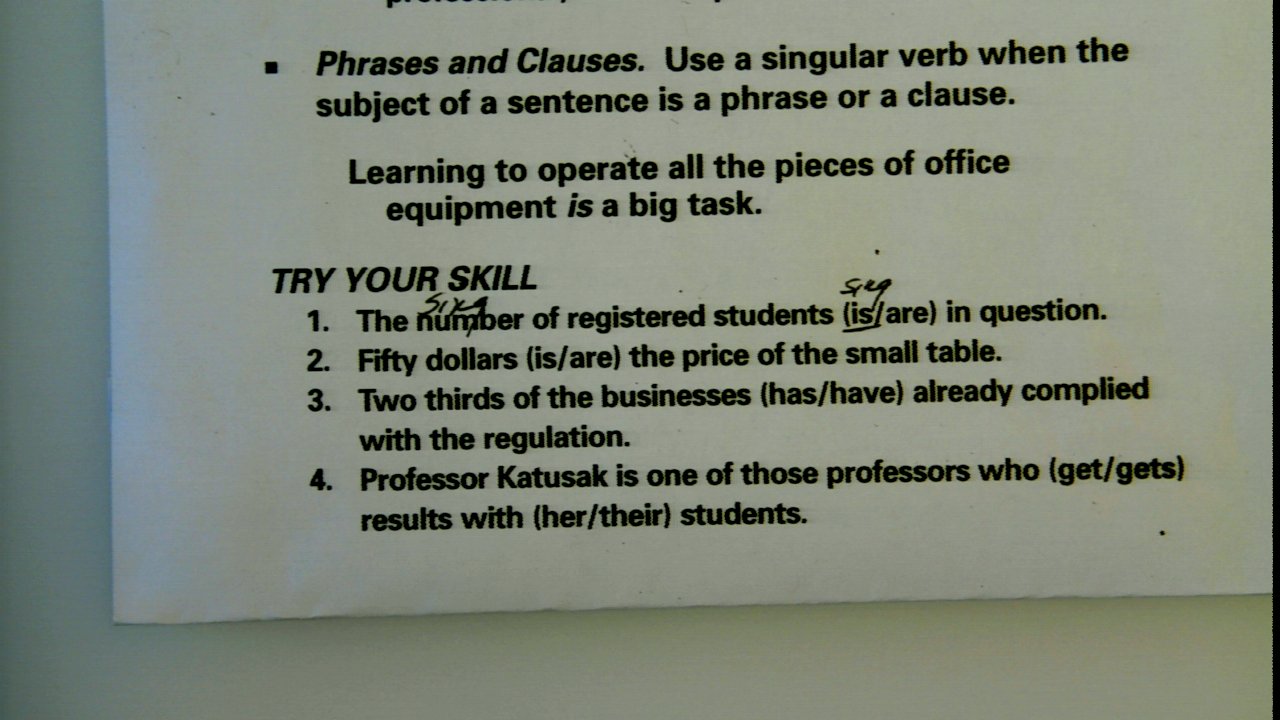 ■ Phrases and Clauses. Use a singular verb when the
subject of a sentence is a phrase or a clause.
Learning to operate all the pieces of office
equipment is a big task.
TRY YOUR SKILL
sing sing
1. The number of registered students (is/are) in question.
2. Fifty dollars (is/are) the price of the small table.
3. Two thirds of the businesses (has/have) already complied
with the regulation.
4. Professor Katusak is one of those professors who (get/gets)
results with (her/their) students.